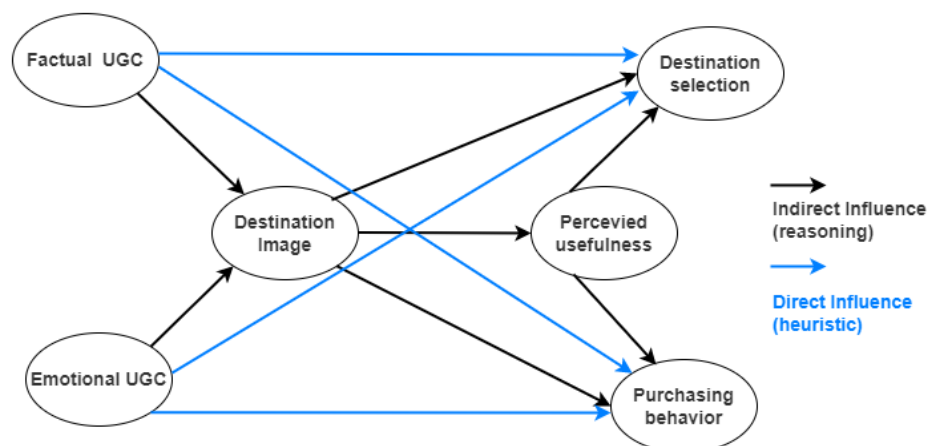 Factual UGC
Destination
selection
Destination
Image
Percevied
usefulness
Indirect Influence
(reasoning)
Direct Influence
(heuristic)
Emotional UGC
Purchasing
behavior